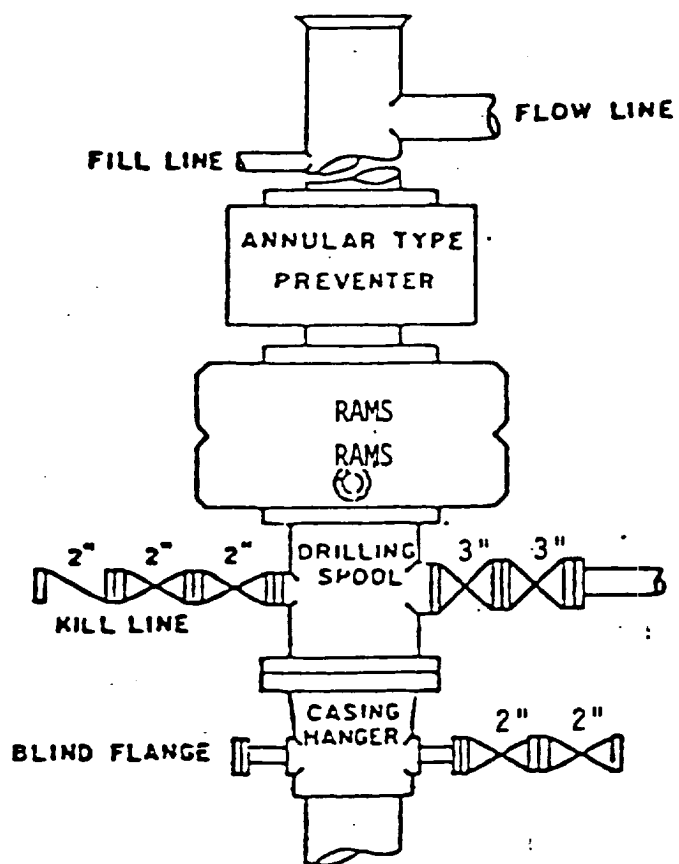 FLOW LINE
FILL LINE
ANNULAR TYPE
PREVENTER
RAMS
RAMS
2" 2" 2"
DRILLING
SPOOL
3" 3"
KILL LINE
CASING
HANGER
2" 2"
BLIND FLANGE